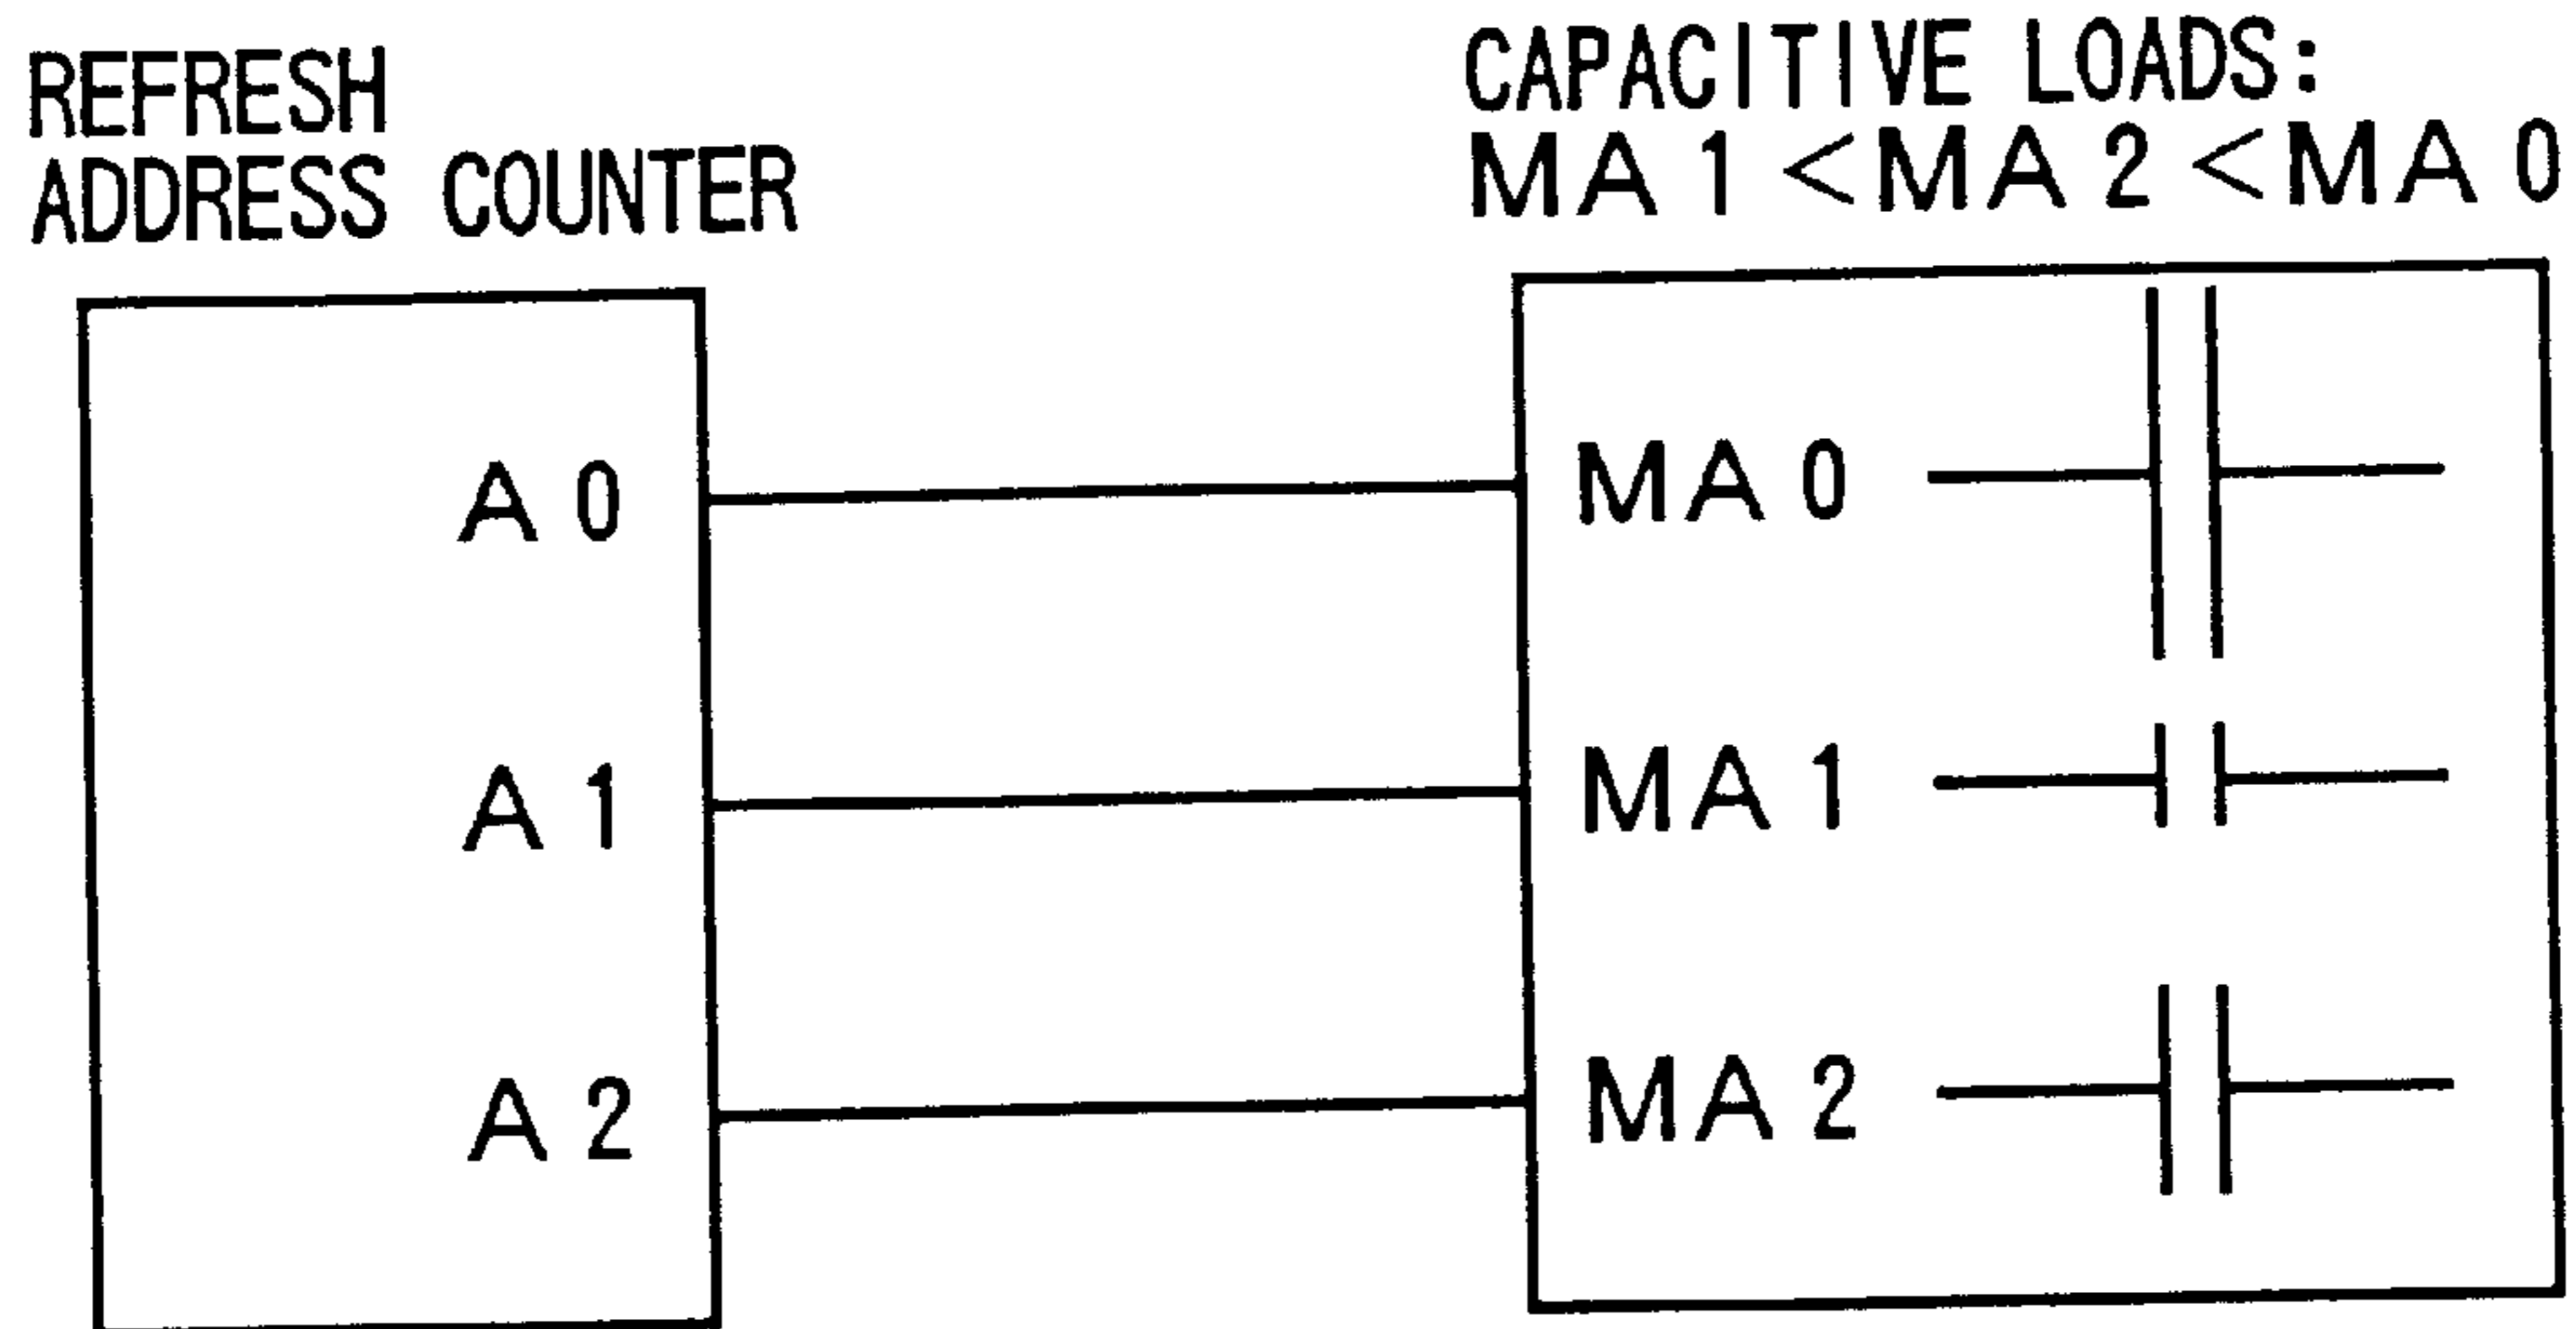 REFRESH
ADDRESS COUNTER
CAPACITIVE LOADS:
MA1<MA2<MA0
A0
MA0
A1
MA1
A2
MA2